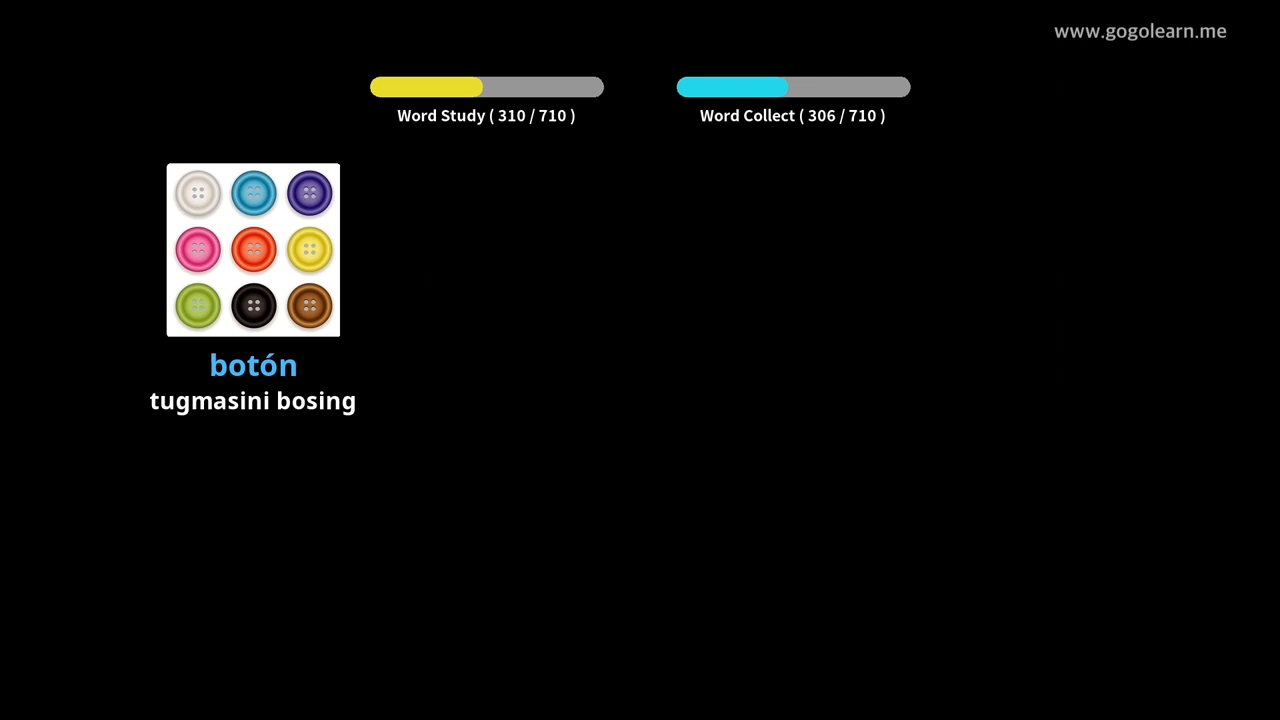 www.gogolearn.me
Word Study ( 310 / 710 )
Word Collect ( 306 / 710 )
botón
tugmasini bosing